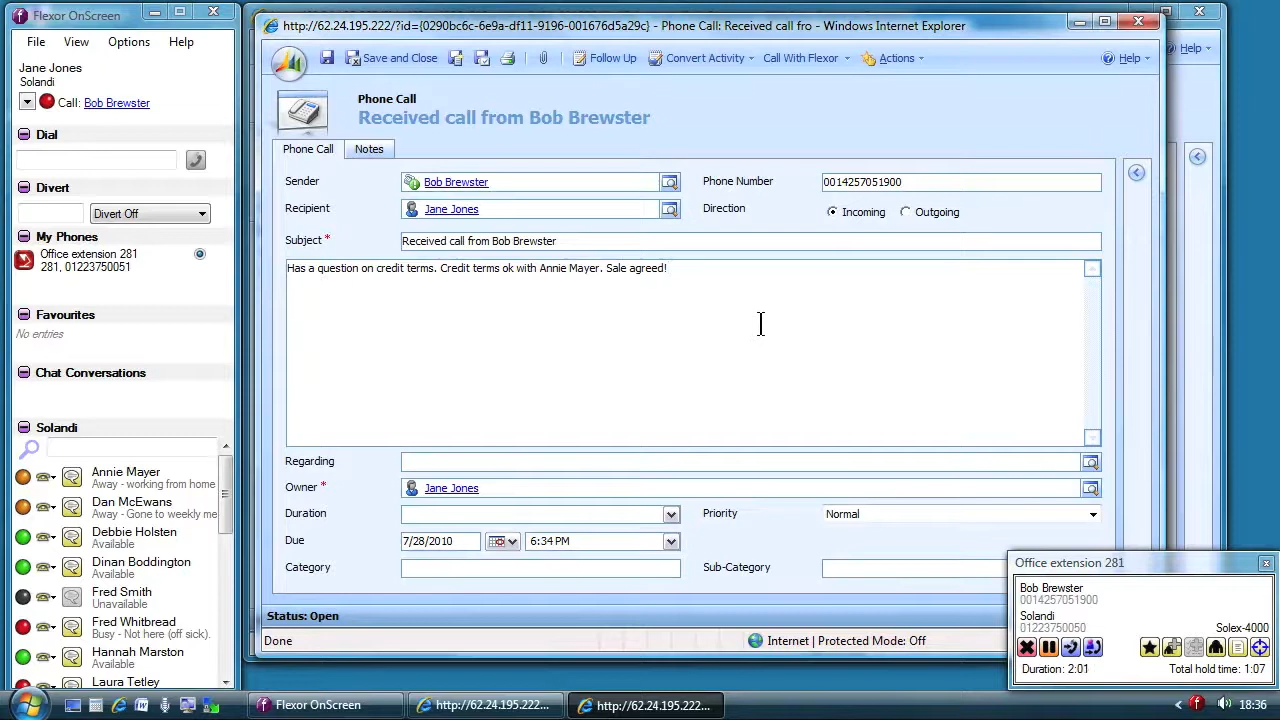 Flexor OnScreen
File View Options Help
Jane Jones
Solandi
Call: Bob Brewster
Dial
Divert
Divert Off
My Phones
Office extension 281
281, 01223750051
Favourites
No entries
Chat Conversations
Solandi
Annie Mayer
Away - working from home
Dan McEwans
Away - Gone to weekly me
Debbie Holsten
Available
Dinan Boddington
Available
Fred Smith
Unavailable
Fred Whitbread
Busy - Not here (off sick).
Hannah Marston
Available
Laura Tetley
http://62.24.195.222/?id={0290bc6c-6e9a-df11-9196-001676d5a29c} - Phone Call: Received call fro - Windows Internet Explorer
Save and Close Follow Up Convert Activity Call With Flexor Actions Help
Help
Phone Call
Received call from Bob Brewster
Phone Call Notes
Sender Bob Brewster Phone Number 0014257051900
Recipient Jane Jones Direction Incoming Outgoing
Subject * Received call from Bob Brewster
Has a question on credit terms. Credit terms ok with Annie Mayer. Sale agreed!
Regarding
Owner * Jane Jones
Duration Priority Normal
Due 7/28/2010 6:34 PM
Category Sub-Category
Status: Open
Done Internet | Protected Mode: Off
Office extension 281
Bob Brewster
0014257051900
Solandi
01223750050 Solex-4000
Duration: 2:01 Total hold time: 1:07
Flexor OnScreen http://62.24.195.222... http://62.24.195.222... 18:36